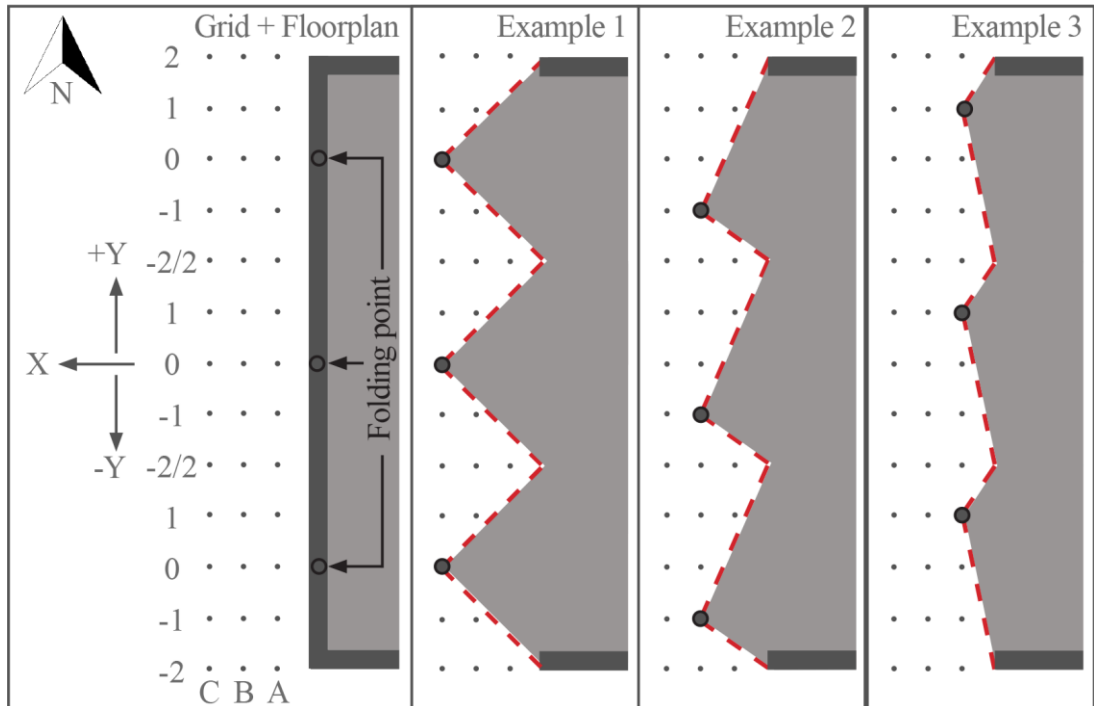 Grid + Floorplan
Example 1
Example 2
Example 3
N
2
1
0
-1
-2/2
1
0
-1
-2/2
1
0
-1
-2
+Y
X
-Y
Folding point
C B A